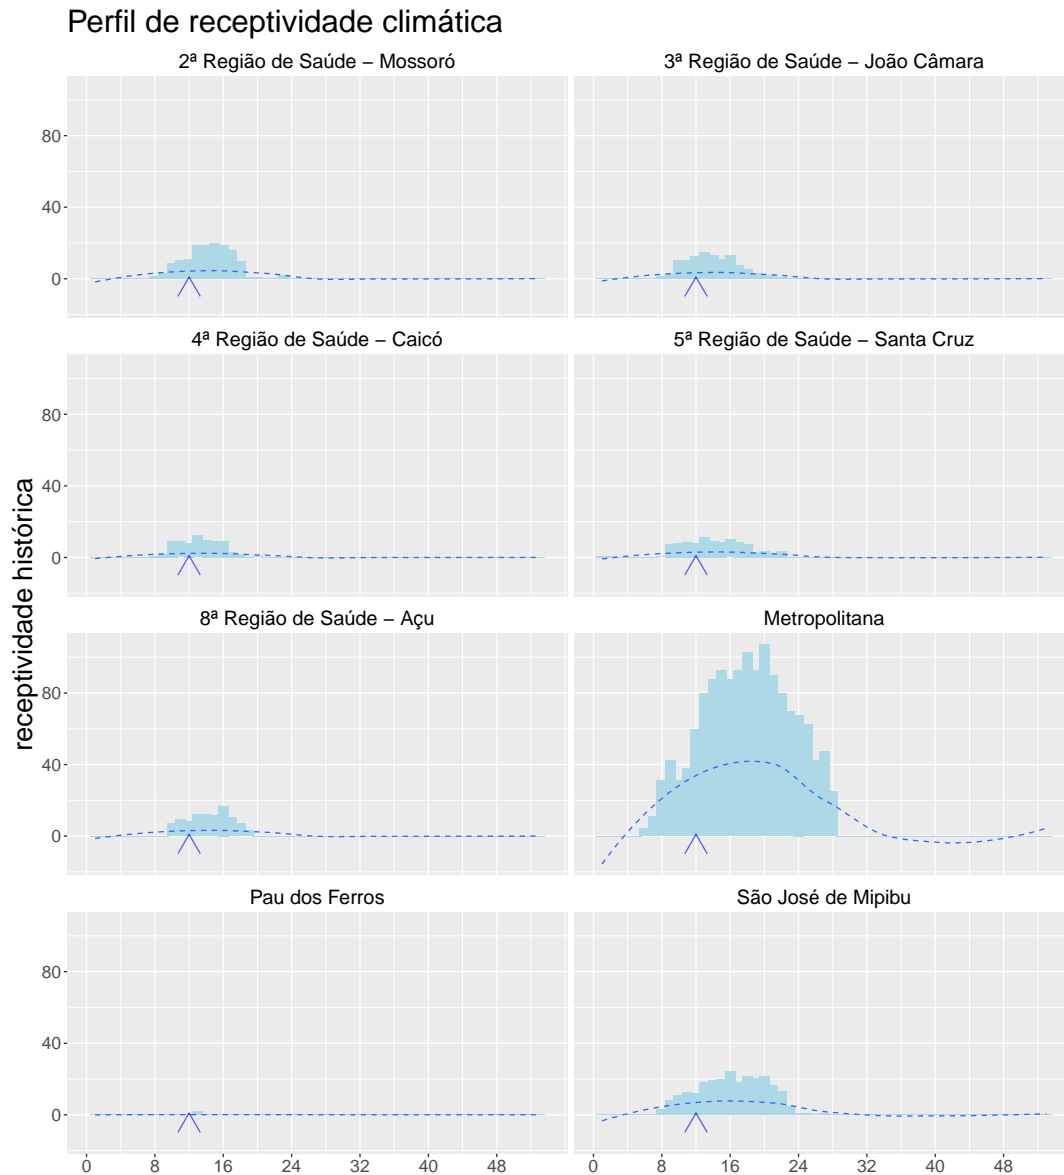 Perfil de receptividade climática
2ª Região de Saúde − Mossoró
3ª Região de Saúde − João Câmara
80
40
0
4ª Região de Saúde − Caicó
5ª Região de Saúde − Santa Cruz
80
40
0
receptividade histórica
8ª Região de Saúde − Açu
Metropolitana
80
40
0
Pau dos Ferros
São José de Mipibu
80
40
0
0 8 16 24 32 40 48
0 8 16 24 32 40 48